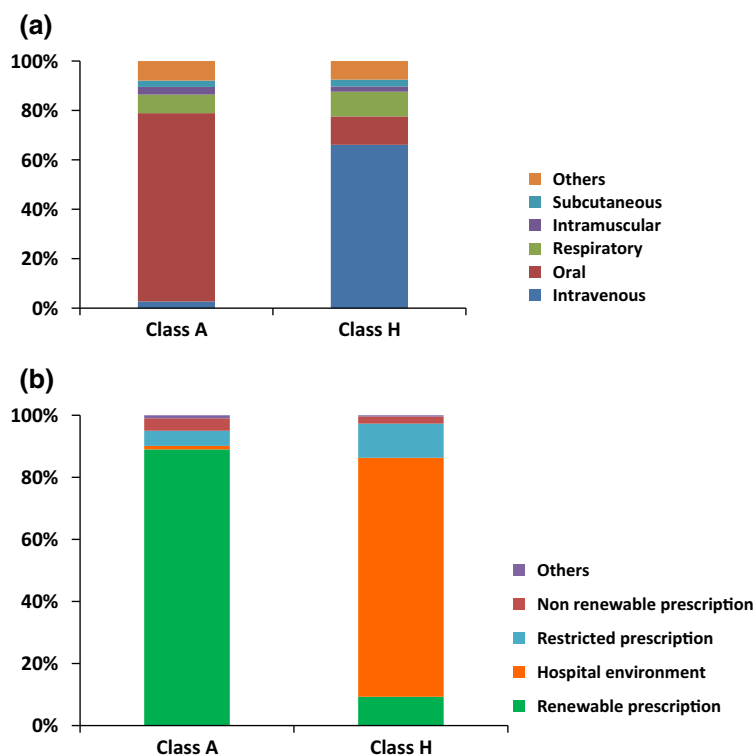 (a)
100%
80%
60%
40%
20%
0%
Class A Class H
Others
Subcutaneous
Intramuscular
Respiratory
Oral
Intravenous
(b)
100%
80%
60%
40%
20%
0%
Class A Class H
Others
Non renewable prescription
Restricted prescription
Hospital environment
Renewable prescription